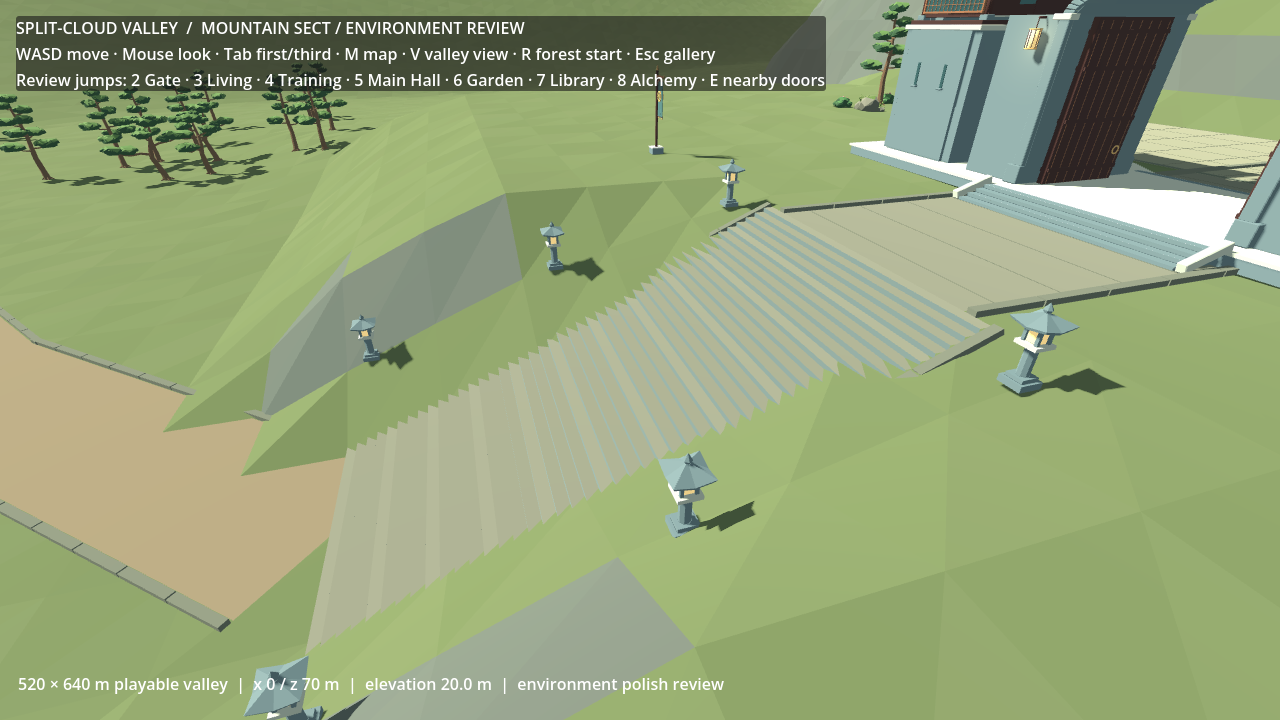 SPLIT-CLOUD VALLEY / MOUNTAIN SECT / ENVIRONMENT REVIEW
WASD move · Mouse look · Tab first/third · M map · V valley view · R forest start · Esc gallery
Review jumps: 2 Gate · 3 Living · 4 Training · 5 Main Hall · 6 Garden · 7 Library · 8 Alchemy · E nearby doors
520 × 640 m playable valley | x 0 / z 70 m | elevation 20.0 m | environment polish review